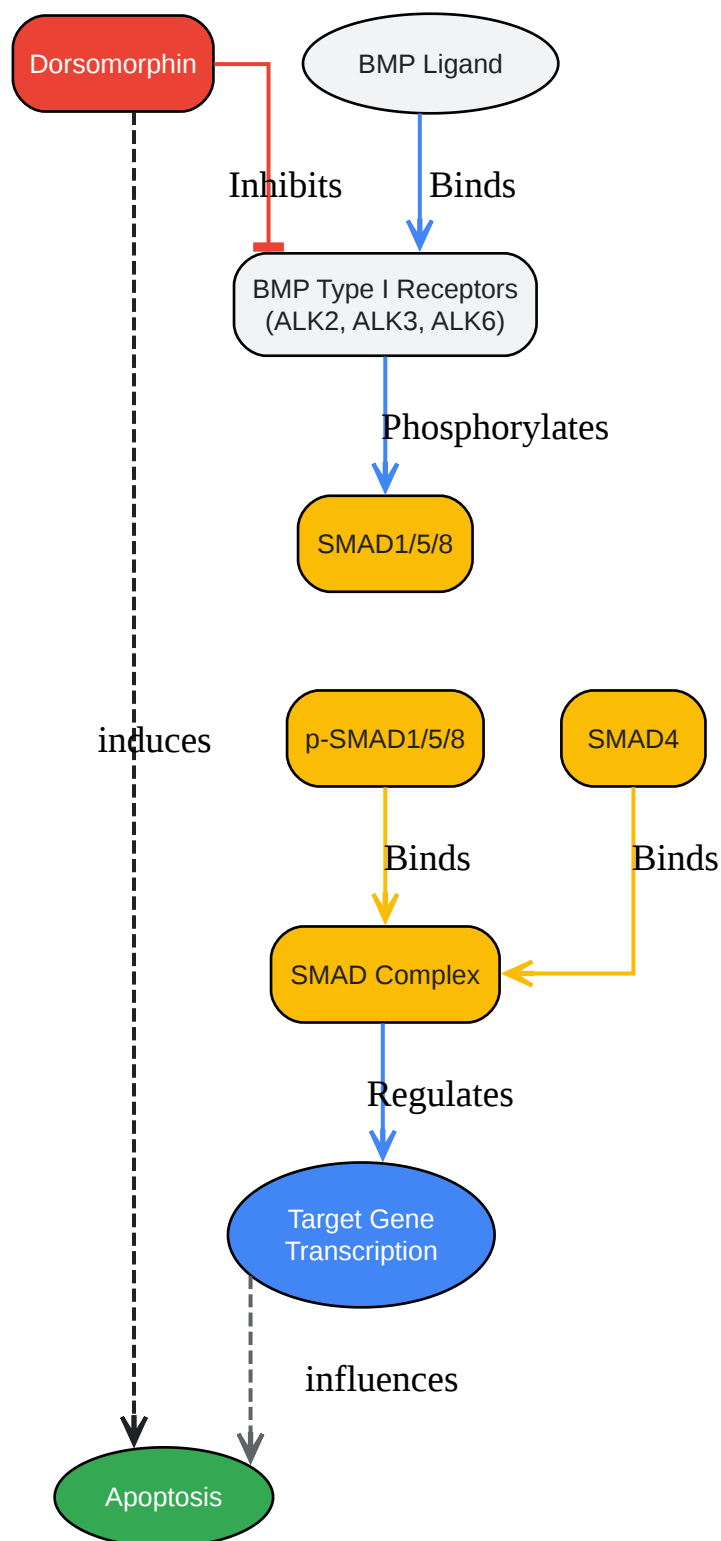 Dorsomorphin
BMP Ligand
Inhibits
Binds
BMP Type I Receptors
(ALK2, ALK3, ALK6)
Phosphorylates
SMAD1/5/8
p-SMAD1/5/8
SMAD4
induces
Binds
Binds
SMAD Complex
Regulates
Target Gene
Transcription
influences
Apoptosis